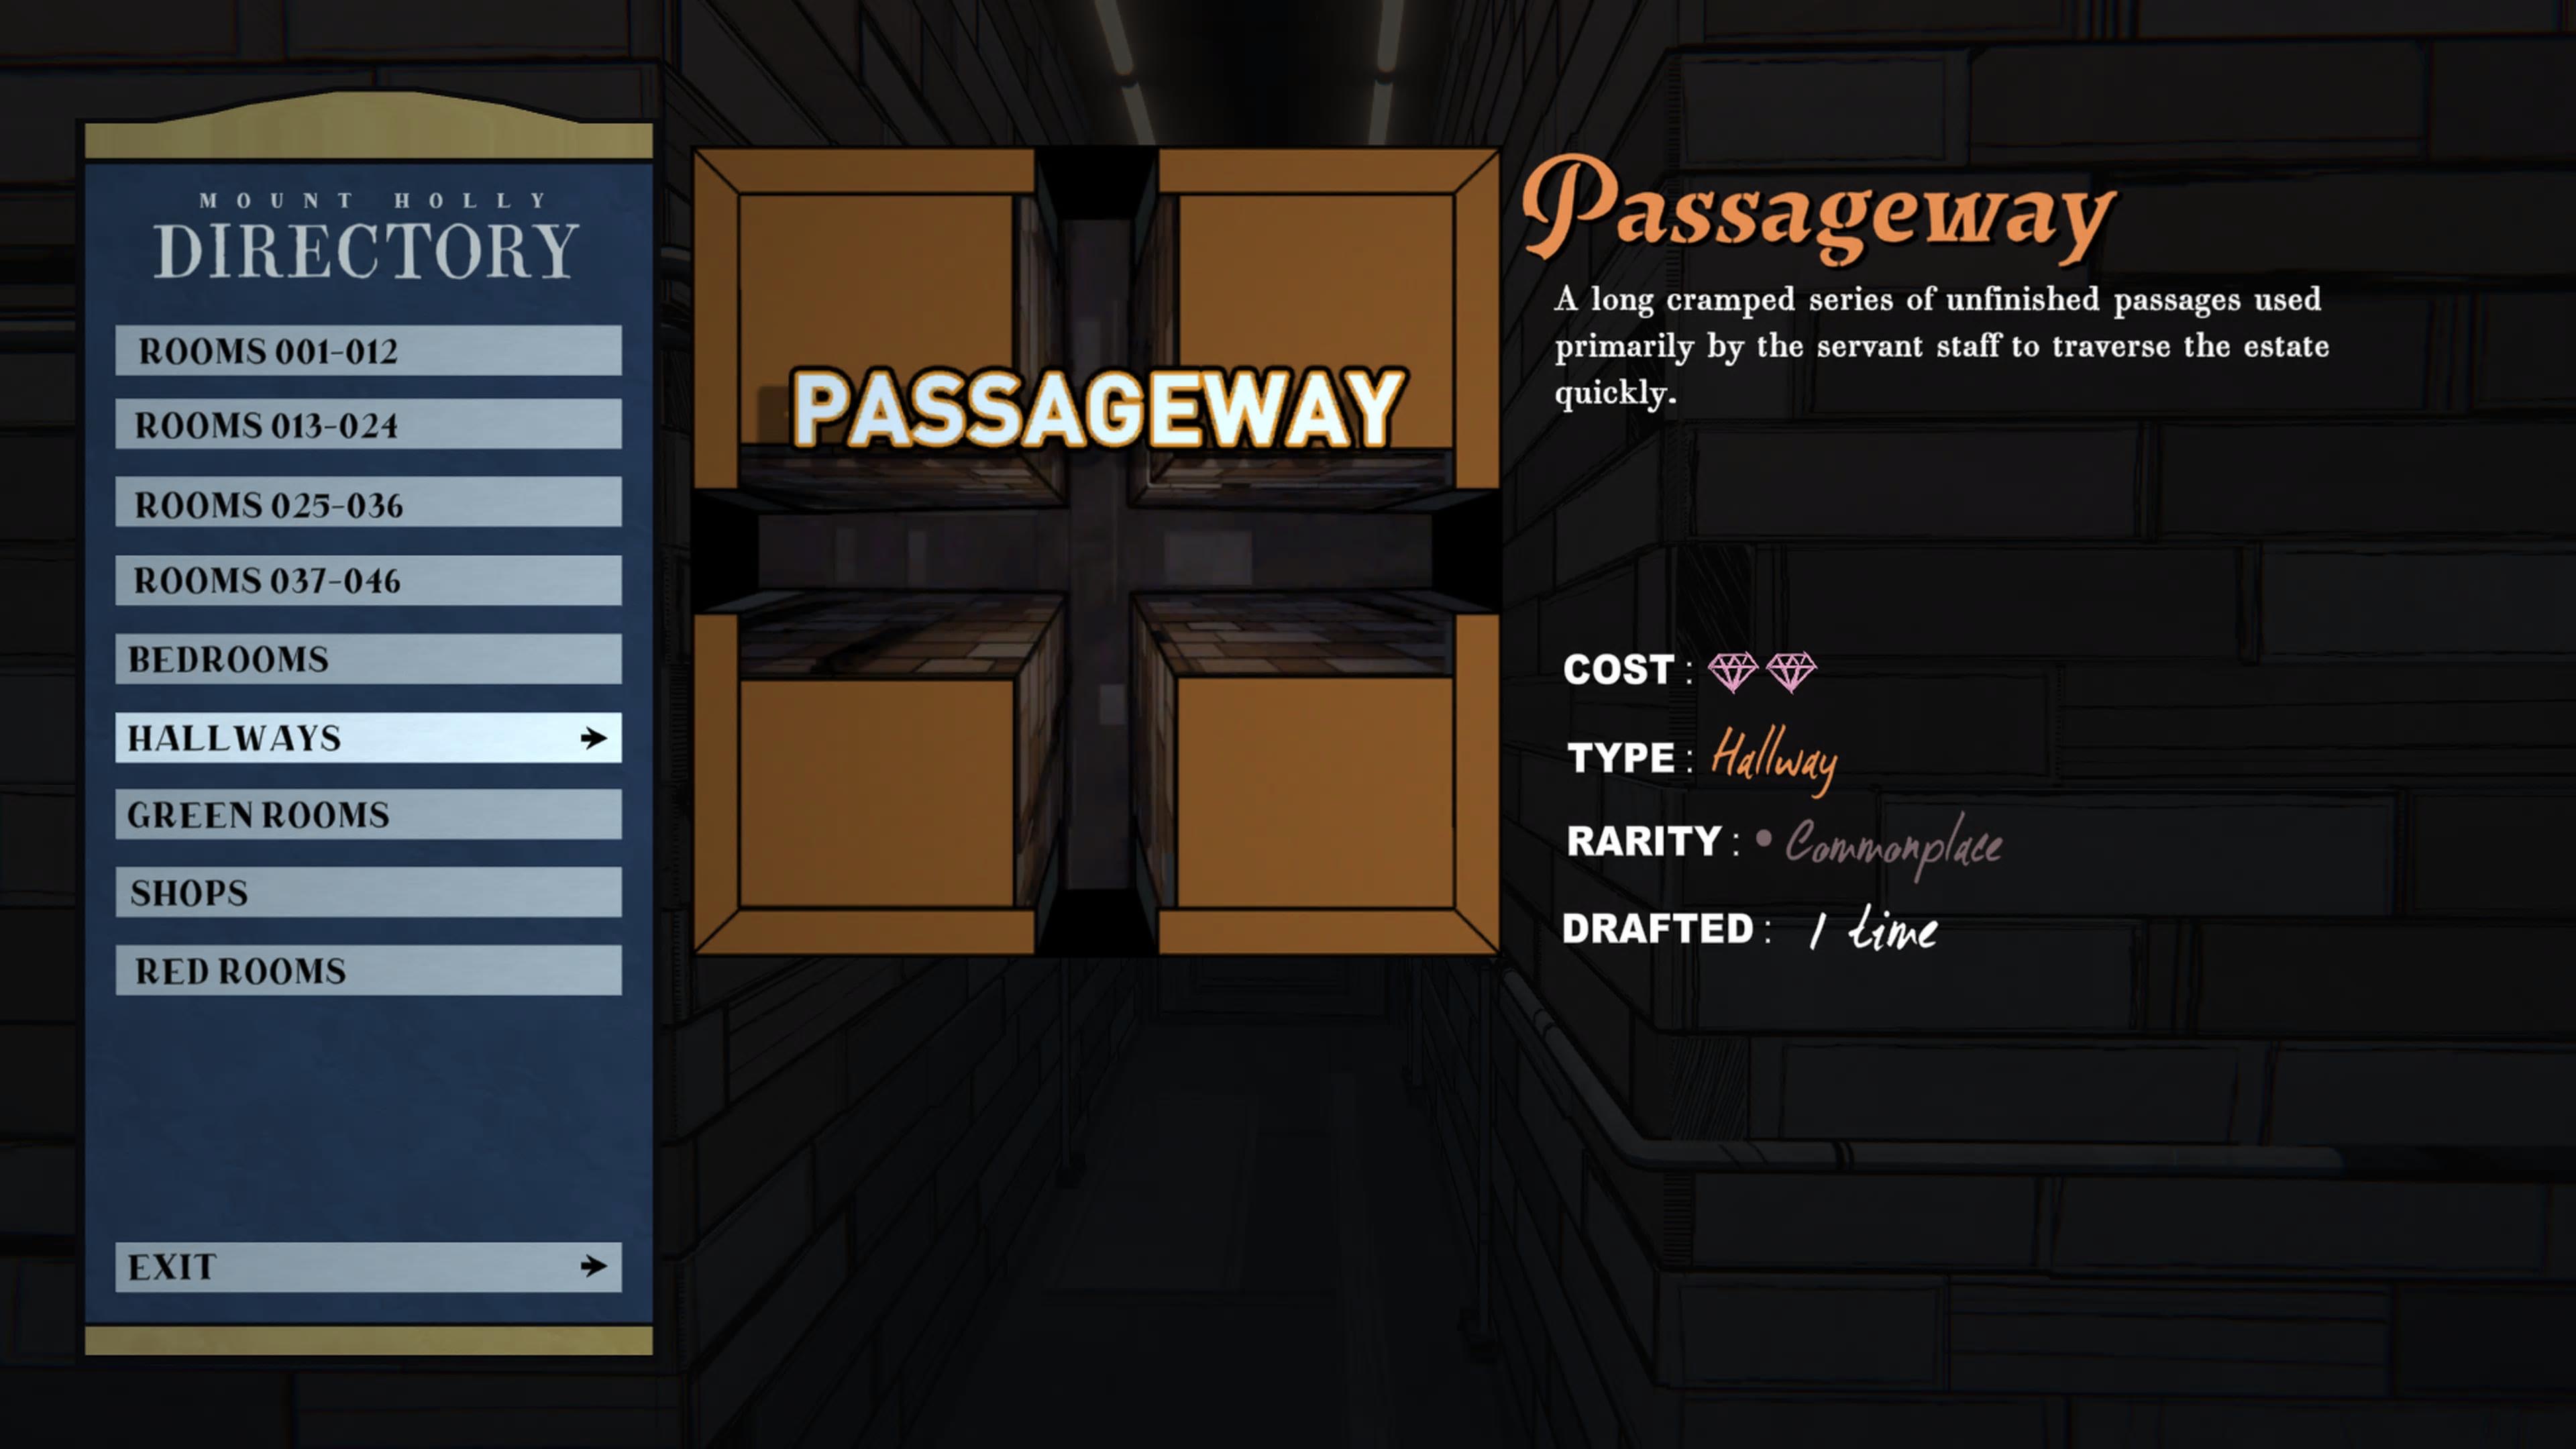 MOUNT HOLLY
DIRECTORY
ROOMS 001-012
ROOMS 013-024
ROOMS 025-036
ROOMS 037-046
BEDROOMS
HALLWAYS
GREEN ROOMS
SHOPS
RED ROOMS
EXIT
PASSAGEWAY
Passageway
A long cramped series of unfinished passages used
primarily by the servant staff to traverse the estate
quickly.
COST :
TYPE : Hallway
RARITY : • Commonplace
DRAFTED : 1 time